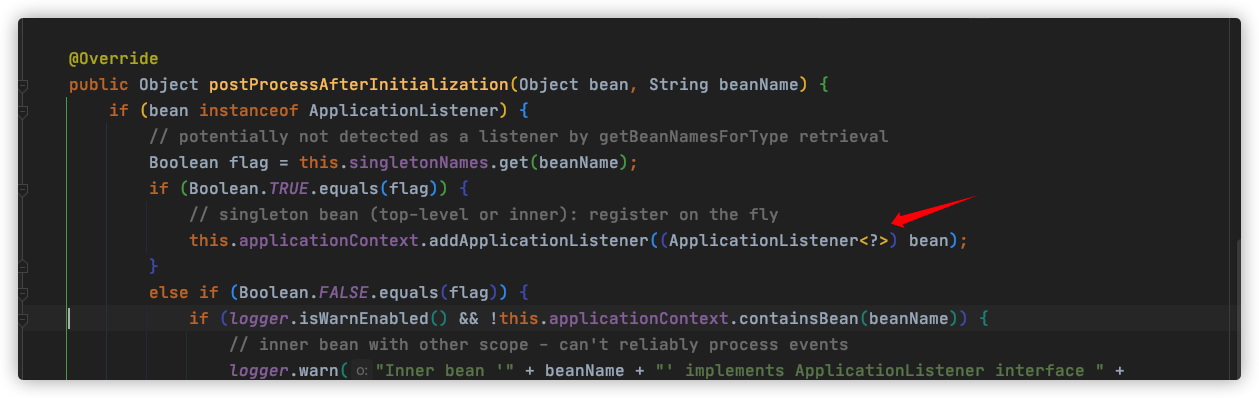 @Override
public Object postProcessAfterInitialization(Object bean, String beanName) {
if (bean instanceof ApplicationListener) {
// potentially not detected as a listener by getBeanNamesForType retrieval
Boolean flag = this.singletonNames.get(beanName);
if (Boolean.TRUE.equals(flag)) {
// singleton bean (top-level or inner): register on the fly
this.applicationContext.addApplicationListener((ApplicationListener<?>) bean);
}
else if (Boolean.FALSE.equals(flag)) {
if (logger.isWarnEnabled() && !this.applicationContext.containsBean(beanName)) {
// inner bean with other scope - can't reliably process events
logger.warn( o: "Inner bean '" + beanName + "' implements ApplicationListener interface " +